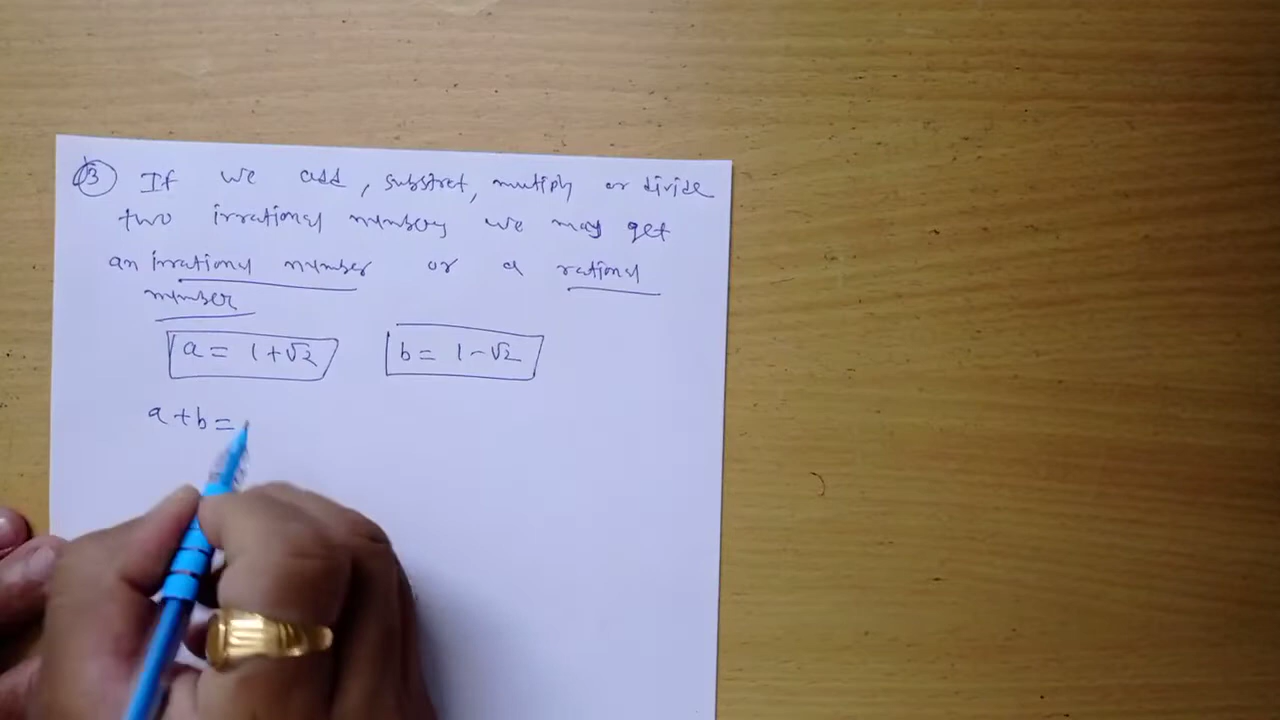 ③ If we add, substret, multiply or divide
two irrational numbers we may get
an irrational number or a rational
number
a = 1+√2 b = 1-√2
a+b=